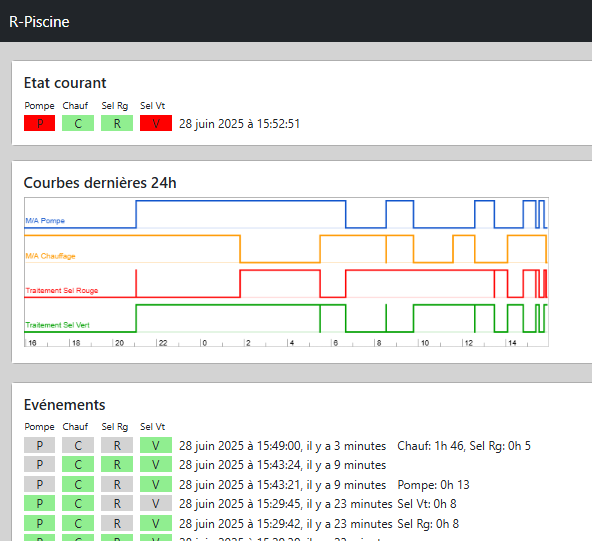 R-Piscine
Etat courant
Pompe Chauf Sel Rg Sel Vt
P C R V 28 juin 2025 à 15:52:51
Courbes dernières 24h
M/A Pompe
M/A Chauffage
Traitement Sel Rouge
Traitement Sel Vert
16 18 20 22 0 2 4 6 8 10 12 14
Evénements
Pompe Chauf Sel Rg Sel Vt
P C R V 28 juin 2025 à 15:49:00, il y a 3 minutes Chauf: 1h 46, Sel Rg: 0h 5
P C R V 28 juin 2025 à 15:43:24, il y a 9 minutes
P C R V 28 juin 2025 à 15:43:21, il y a 9 minutes Pompe: 0h 13
P C R V 28 juin 2025 à 15:29:45, il y a 23 minutes Sel Vt: 0h 8
P C R V 28 juin 2025 à 15:29:42, il y a 23 minutes Sel Rg: 0h 8